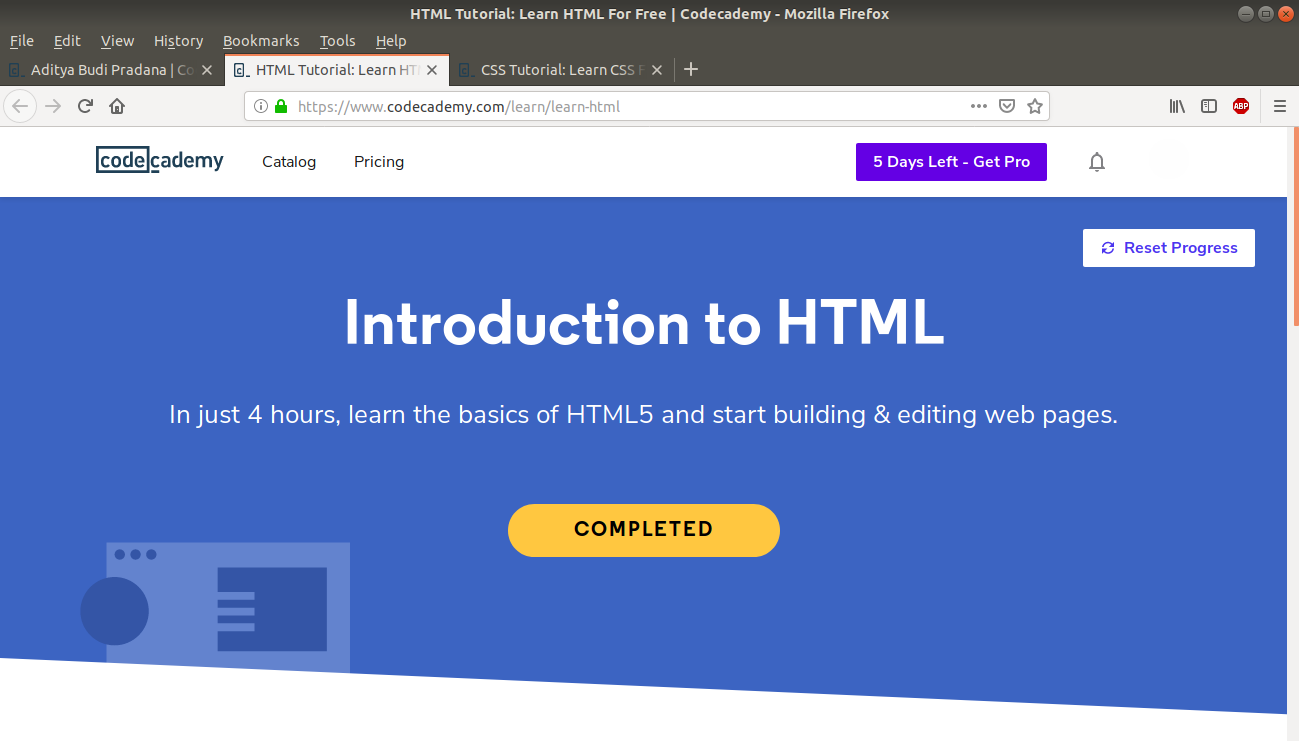 HTML Tutorial: Learn HTML For Free | Codecademy - Mozilla Firefox
File Edit View History Bookmarks Tools Help
Aditya Budi Pradana | Co
HTML Tutorial: Learn HT
CSS Tutorial: Learn CSS F
https://www.codecademy.com/learn/learn-html
ABP
codecademy Catalog Pricing 5 Days Left - Get Pro
Reset Progress
Introduction to HTML
In just 4 hours, learn the basics of HTML5 and start building & editing web pages.
COMPLETED